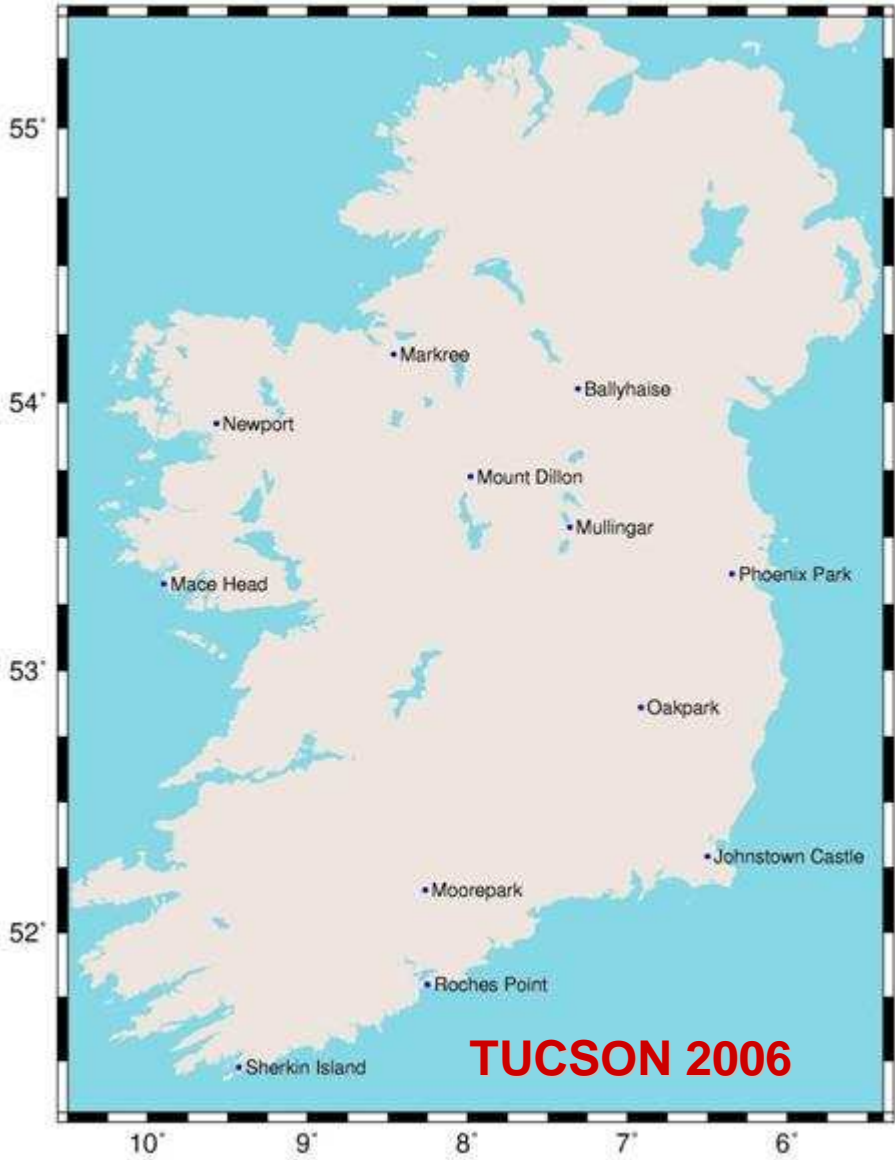 55°
Markree
Ballyhaise
54°
Newport
Mount Dillon
Mullingar
Phoenix Park
Mace Head
53°
Oakpark
Johnstown Castle
Moorepark
52°
Roches Point
TUCSON 2006
Sherkin Island
10° 9° 8° 7° 6°